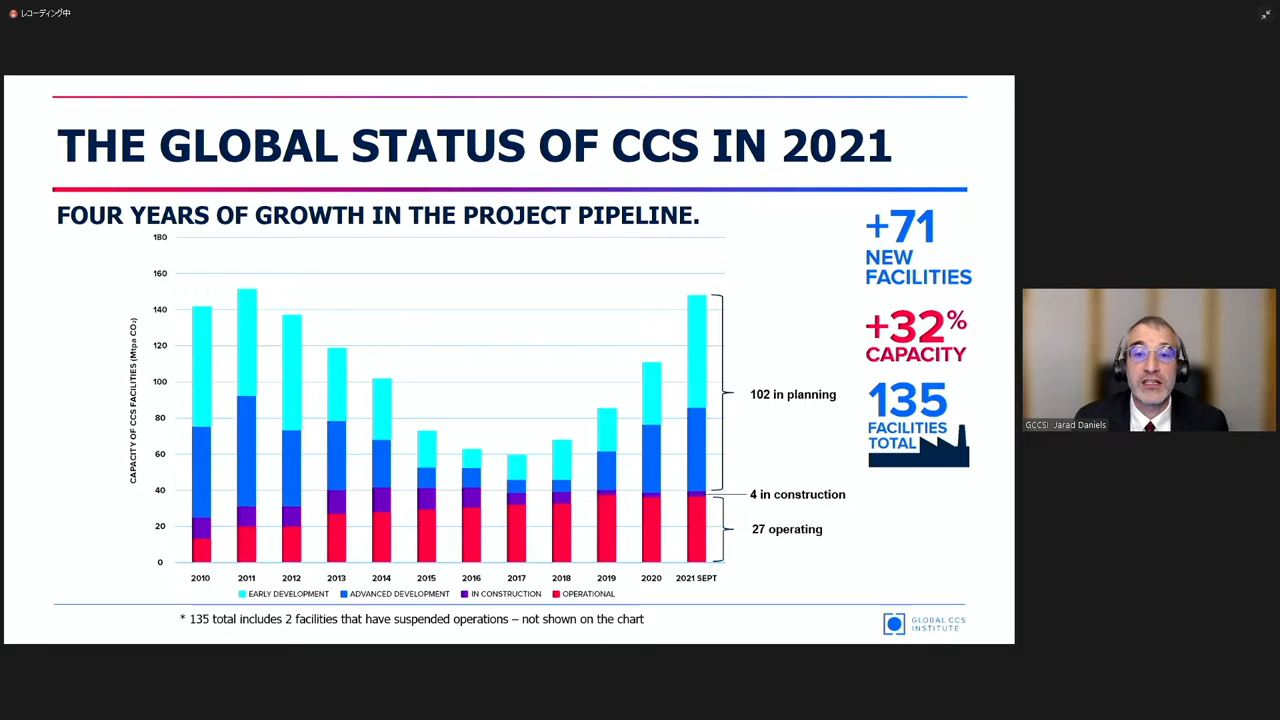 レコーディング中
THE GLOBAL STATUS OF CCS IN 2021
FOUR YEARS OF GROWTH IN THE PROJECT PIPELINE.
+71
NEW
FACILITIES
+32%
CAPACITY
135
FACILITIES
TOTAL
CAPACITY OF CCS FACILITIES (Mtpa CO₂)
180
160
140
120
100
80
60
40
20
0
102 in planning
4 in construction
27 operating
2010 2011 2012 2013 2014 2015 2016 2017 2018 2019 2020 2021 SEPT
EARLY DEVELOPMENT ADVANCED DEVELOPMENT IN CONSTRUCTION OPERATIONAL
* 135 total includes 2 facilities that have suspended operations – not shown on the chart
GLOBAL CCS
INSTITUTE
GCCSI Jarad Daniels